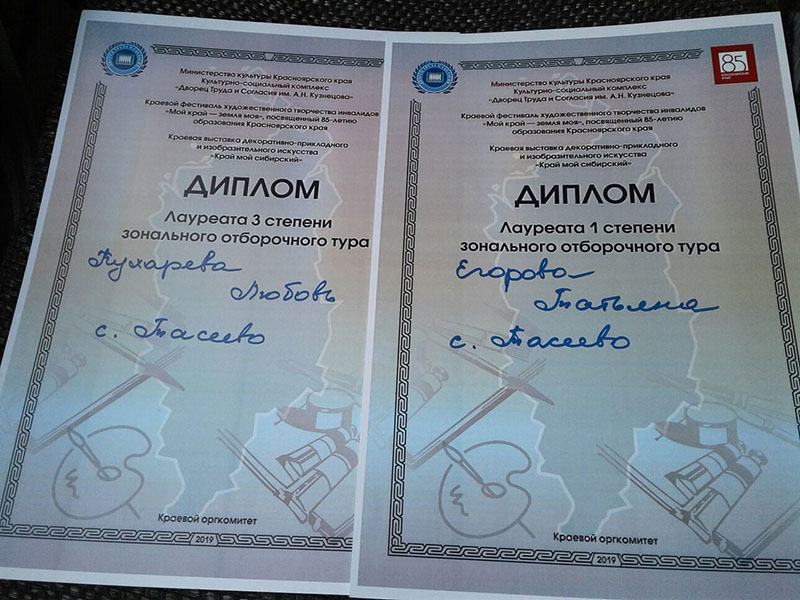 Министерство культуры Красноярского края
Культурно-социальный комплекс
«Дворец Труда и Согласия им. А.Н. Кузнецова»
Краевой фестиваль художественного творчества инвалидов
«Мой край — земля моя», посвященный 85-летию
образования Красноярского края
Краевая выставка декоративно-прикладного
и изобразительного искусства
«Край мой сибирский»
ДИПЛОМ
Лауреата 3 степени
зонального отборочного тура
Кухарева
Любовь
с. Тасеево
Краевой оргкомитет
2019
85
Министерство культуры Красноярского края
Культурно-социальный комплекс
«Дворец Труда и Согласия им. А.Н. Кузнецова»
Краевой фестиваль художественного творчества инвалидов
«Мой край — земля моя», посвященный 85-летию
образования Красноярского края
Краевая выставка декоративно-прикладного
и изобразительного искусства
«Край мой сибирский»
ДИПЛОМ
Лауреата 1 степени
зонального отборочного тура
Егорова
Татьяна
с. Тасеево
Краевой оргкомитет
2019